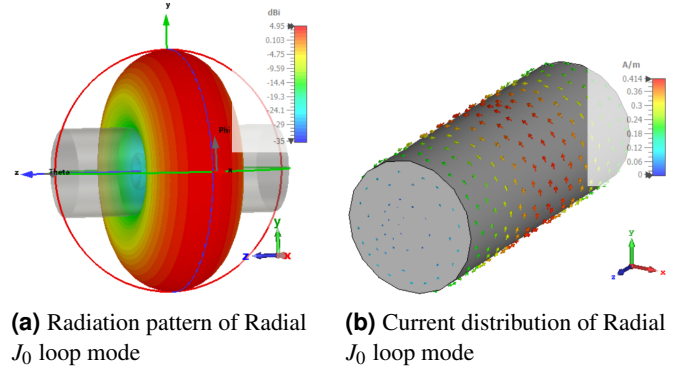 y
dBi
4.95
0.103
-4.75
-9.59
-14.4
-19.3
-24.1
-29
-35
Phi
z
Theta
x
y
z
x
A/m
0.414
0.36
0.3
0.24
0.18
0.12
0.06
0
y
z
x
(a) Radiation pattern of Radial
J0 loop mode
(b) Current distribution of Radial
J0 loop mode